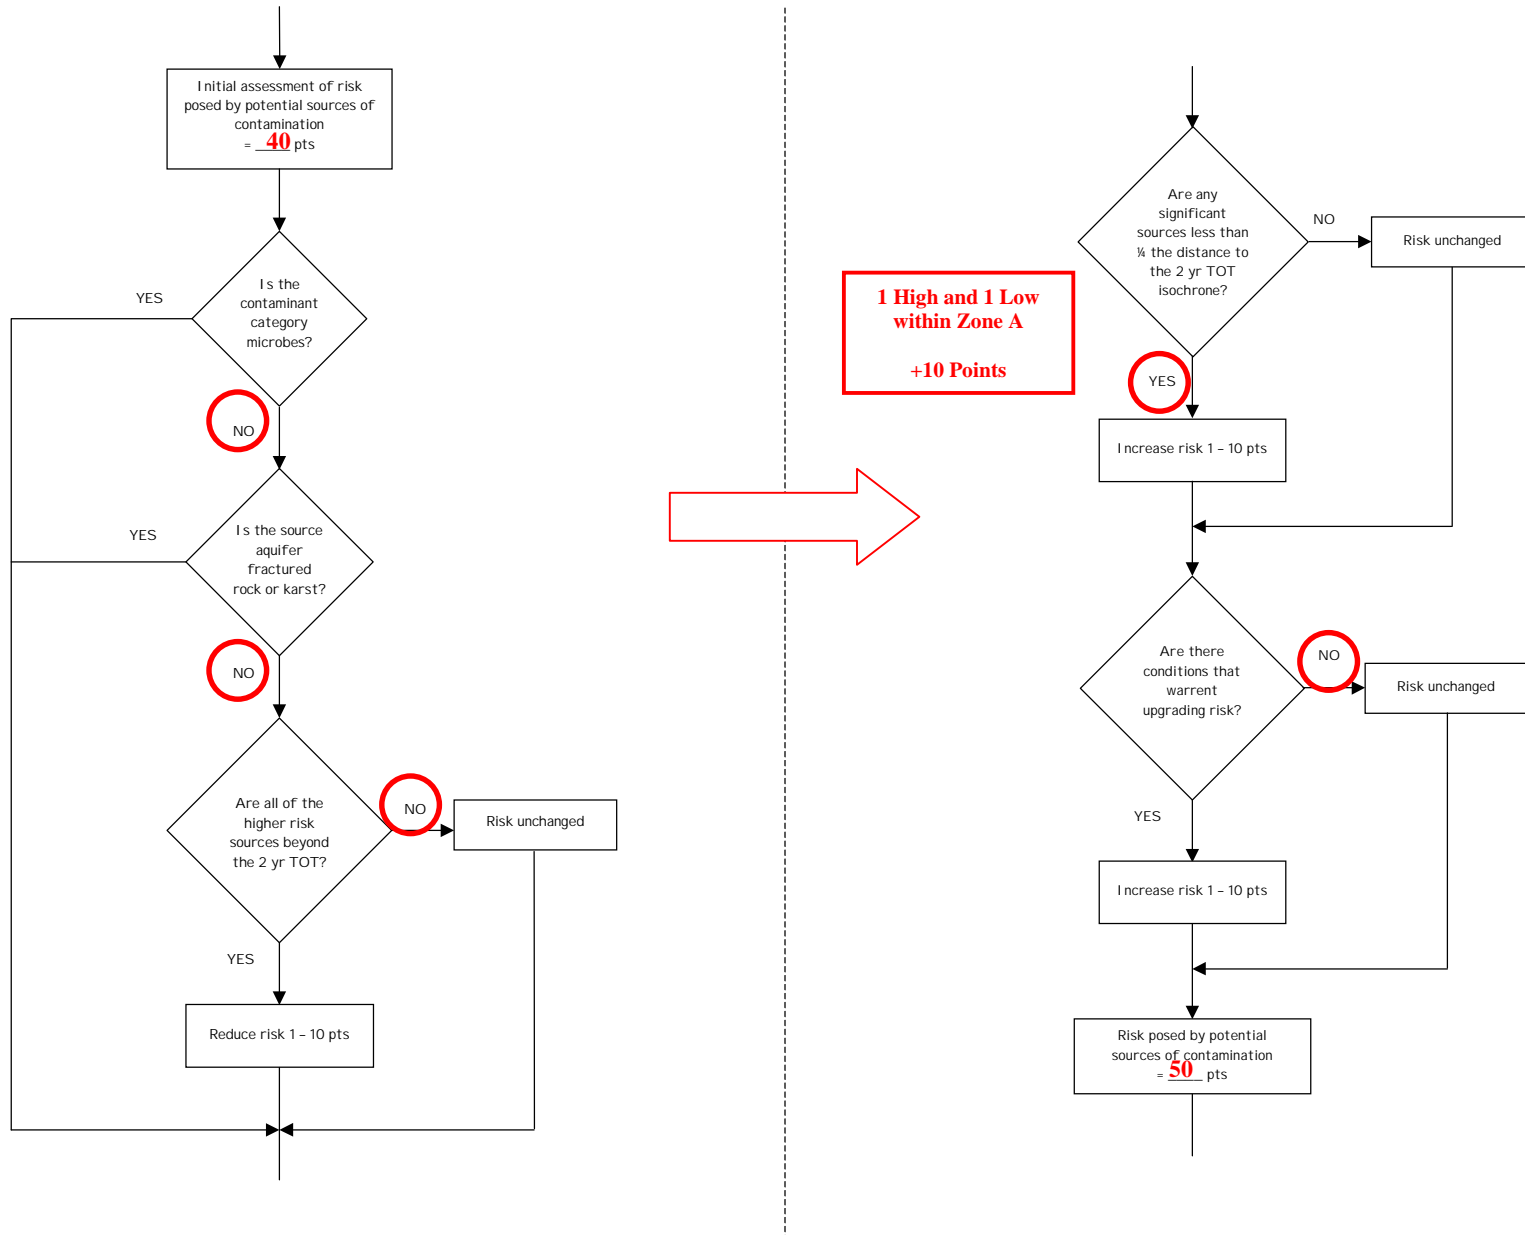 Initial assessment of risk
posed by potential sources of
contamination
= 40 pts
Is the
contaminant
category
microbes?
YES
NO
Is the source
aquifer
fractured
rock or karst?
YES
NO
Are all of the
higher risk
sources beyond
the 2 yr TOT?
NO
Risk unchanged
YES
Reduce risk 1 – 10 pts
Are any
significant
sources less than
¼ the distance to
the 2 yr TOT
isochrone?
NO
Risk unchanged
1 High and 1 Low
within Zone A
+10 Points
YES
Increase risk 1 – 10 pts
Are there
conditions that
warrent
upgrading risk?
NO
Risk unchanged
YES
Increase risk 1 – 10 pts
Risk posed by potential
sources of contamination
= 50 pts